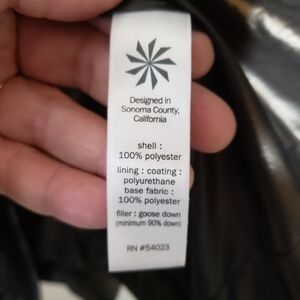 Designed in
Sonoma County,
California
shell :
100% polyester
lining : coating :
polyurethane
base fabric :
100% polyester
filler : goose down
(minimum 90% down)
RN #54023